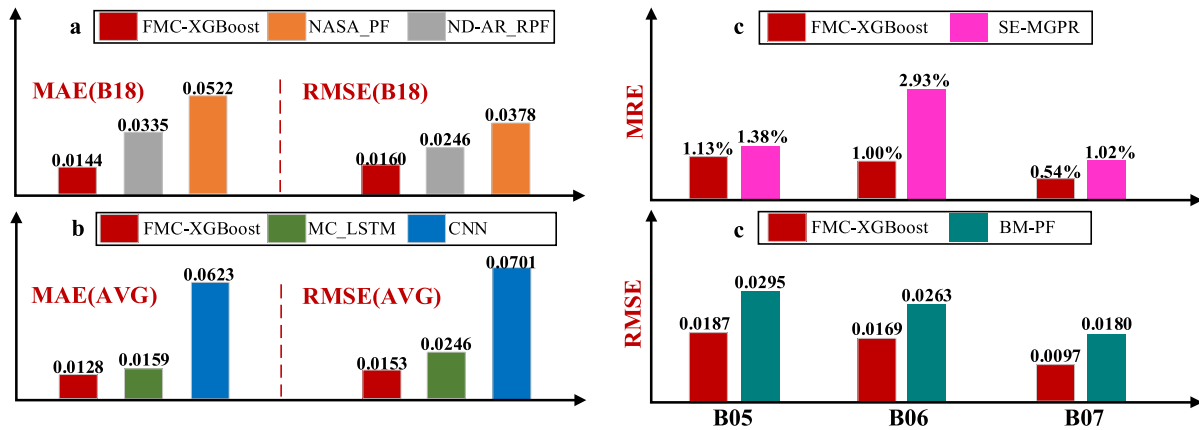 a FMC-XGBoost NASA_PF ND-AR_RPF
MAE(B18) RMSE(B18)
0.0144 0.0335 0.0522 0.0160 0.0246 0.0378
b FMC-XGBoost MC_LSTM CNN
MAE(AVG) RMSE(AVG)
0.0128 0.0159 0.0623 0.0153 0.0246 0.0701
c FMC-XGBoost SE-MGPR
MRE
1.13% 1.38% 1.00% 2.93% 0.54% 1.02%
c FMC-XGBoost BM-PF
RMSE
0.0187 0.0295 0.0169 0.0263 0.0097 0.0180
B05 B06 B07